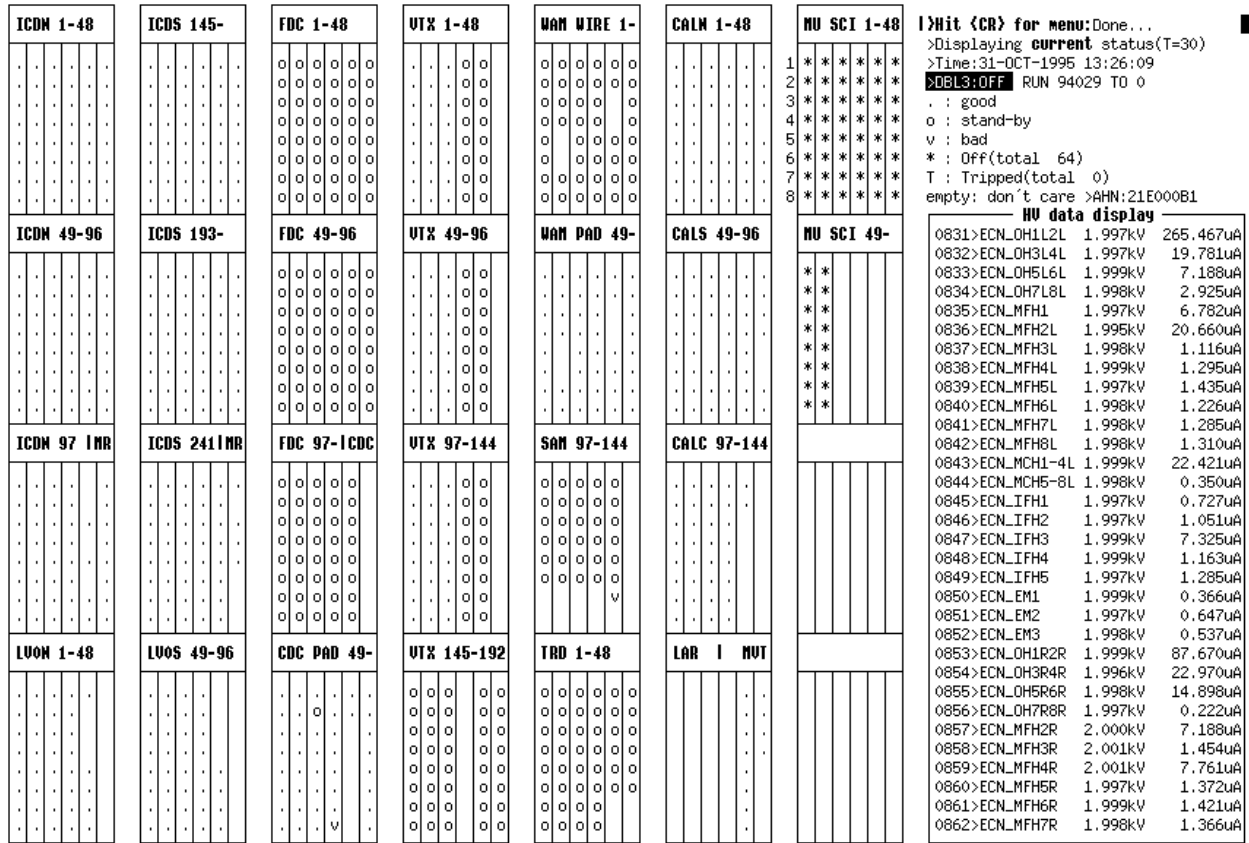 ICDN 1-48
ICDS 145-
FDC 1-48
VTX 1-48
WAM WIRE 1-
CALN 1-48
MU SCI 1-48
1 * * * * * *
2 * * * * * *
3 * * * * * *
4 * * * * * *
5 * * * * * *
6 * * * * * *
7 * * * * * *
8 * * * * * *
ICDN 49-96
ICDS 193-
FDC 49-96
VTX 49-96
WAM PAD 49-
CALS 49-96
MU SCI 49-
* *
* *
* *
* *
* *
* *
* *
* *
ICDN 97 |MR
ICDS 241|MR
FDC 97-|CDC
VTX 97-144
SAM 97-144
CALC 97-144
LVON 1-48
LVOS 49-96
CDC PAD 49-
VTX 145-192
TRD 1-48
LAR | MVT
|}Hit {CR} for menu:Done...
>Displaying current status(T=30)
>Time:31-OCT-1995 13:26:09
>DBL3:OFF RUN 94029 TO 0
. : good
o : stand-by
v : bad
* : Off(total 64)
T : Tripped(total 0)
empty: don´t care >AHN:21E000B1
HV data display
0831>ECN_OH1L2L 1.997kV 265.467uA
0832>ECN_OH3L4L 1.997kV 19.781uA
0833>ECN_OH5L6L 1.999kV 7.188uA
0834>ECN_OH7L8L 1.998kV 2.925uA
0835>ECN_MFH1 1.997kV 6.782uA
0836>ECN_MFH2L 1.995kV 20.660uA
0837>ECN_MFH3L 1.998kV 1.116uA
0838>ECN_MFH4L 1.999kV 1.295uA
0839>ECN_MFH5L 1.997kV 1.435uA
0840>ECN_MFH6L 1.998kV 1.226uA
0841>ECN_MFH7L 1.998kV 1.285uA
0842>ECN_MFH8L 1.998kV 1.310uA
0843>ECN_MCH1-4L 1.999kV 22.421uA
0844>ECN_MCH5-8L 1.998kV 0.350uA
0845>ECN_IFH1 1.997kV 0.727uA
0846>ECN_IFH2 1.997kV 1.051uA
0847>ECN_IFH3 1.999kV 7.325uA
0848>ECN_IFH4 1.999kV 1.163uA
0849>ECN_IFH5 1.997kV 1.285uA
0850>ECN_EM1 1.999kV 0.366uA
0851>ECN_EM2 1.997kV 0.647uA
0852>ECN_EM3 1.998kV 0.537uA
0853>ECN_OH1R2R 1.999kV 87.670uA
0854>ECN_OH3R4R 1.996kV 22.970uA
0855>ECN_OH5R6R 1.998kV 14.898uA
0856>ECN_OH7R8R 1.997kV 0.222uA
0857>ECN_MFH2R 2.000kV 7.188uA
0858>ECN_MFH3R 2.001kV 1.454uA
0859>ECN_MFH4R 2.001kV 7.761uA
0860>ECN_MFH5R 1.997kV 1.372uA
0861>ECN_MFH6R 1.999kV 1.421uA
0862>ECN_MFH7R 1.998kV 1.366uA